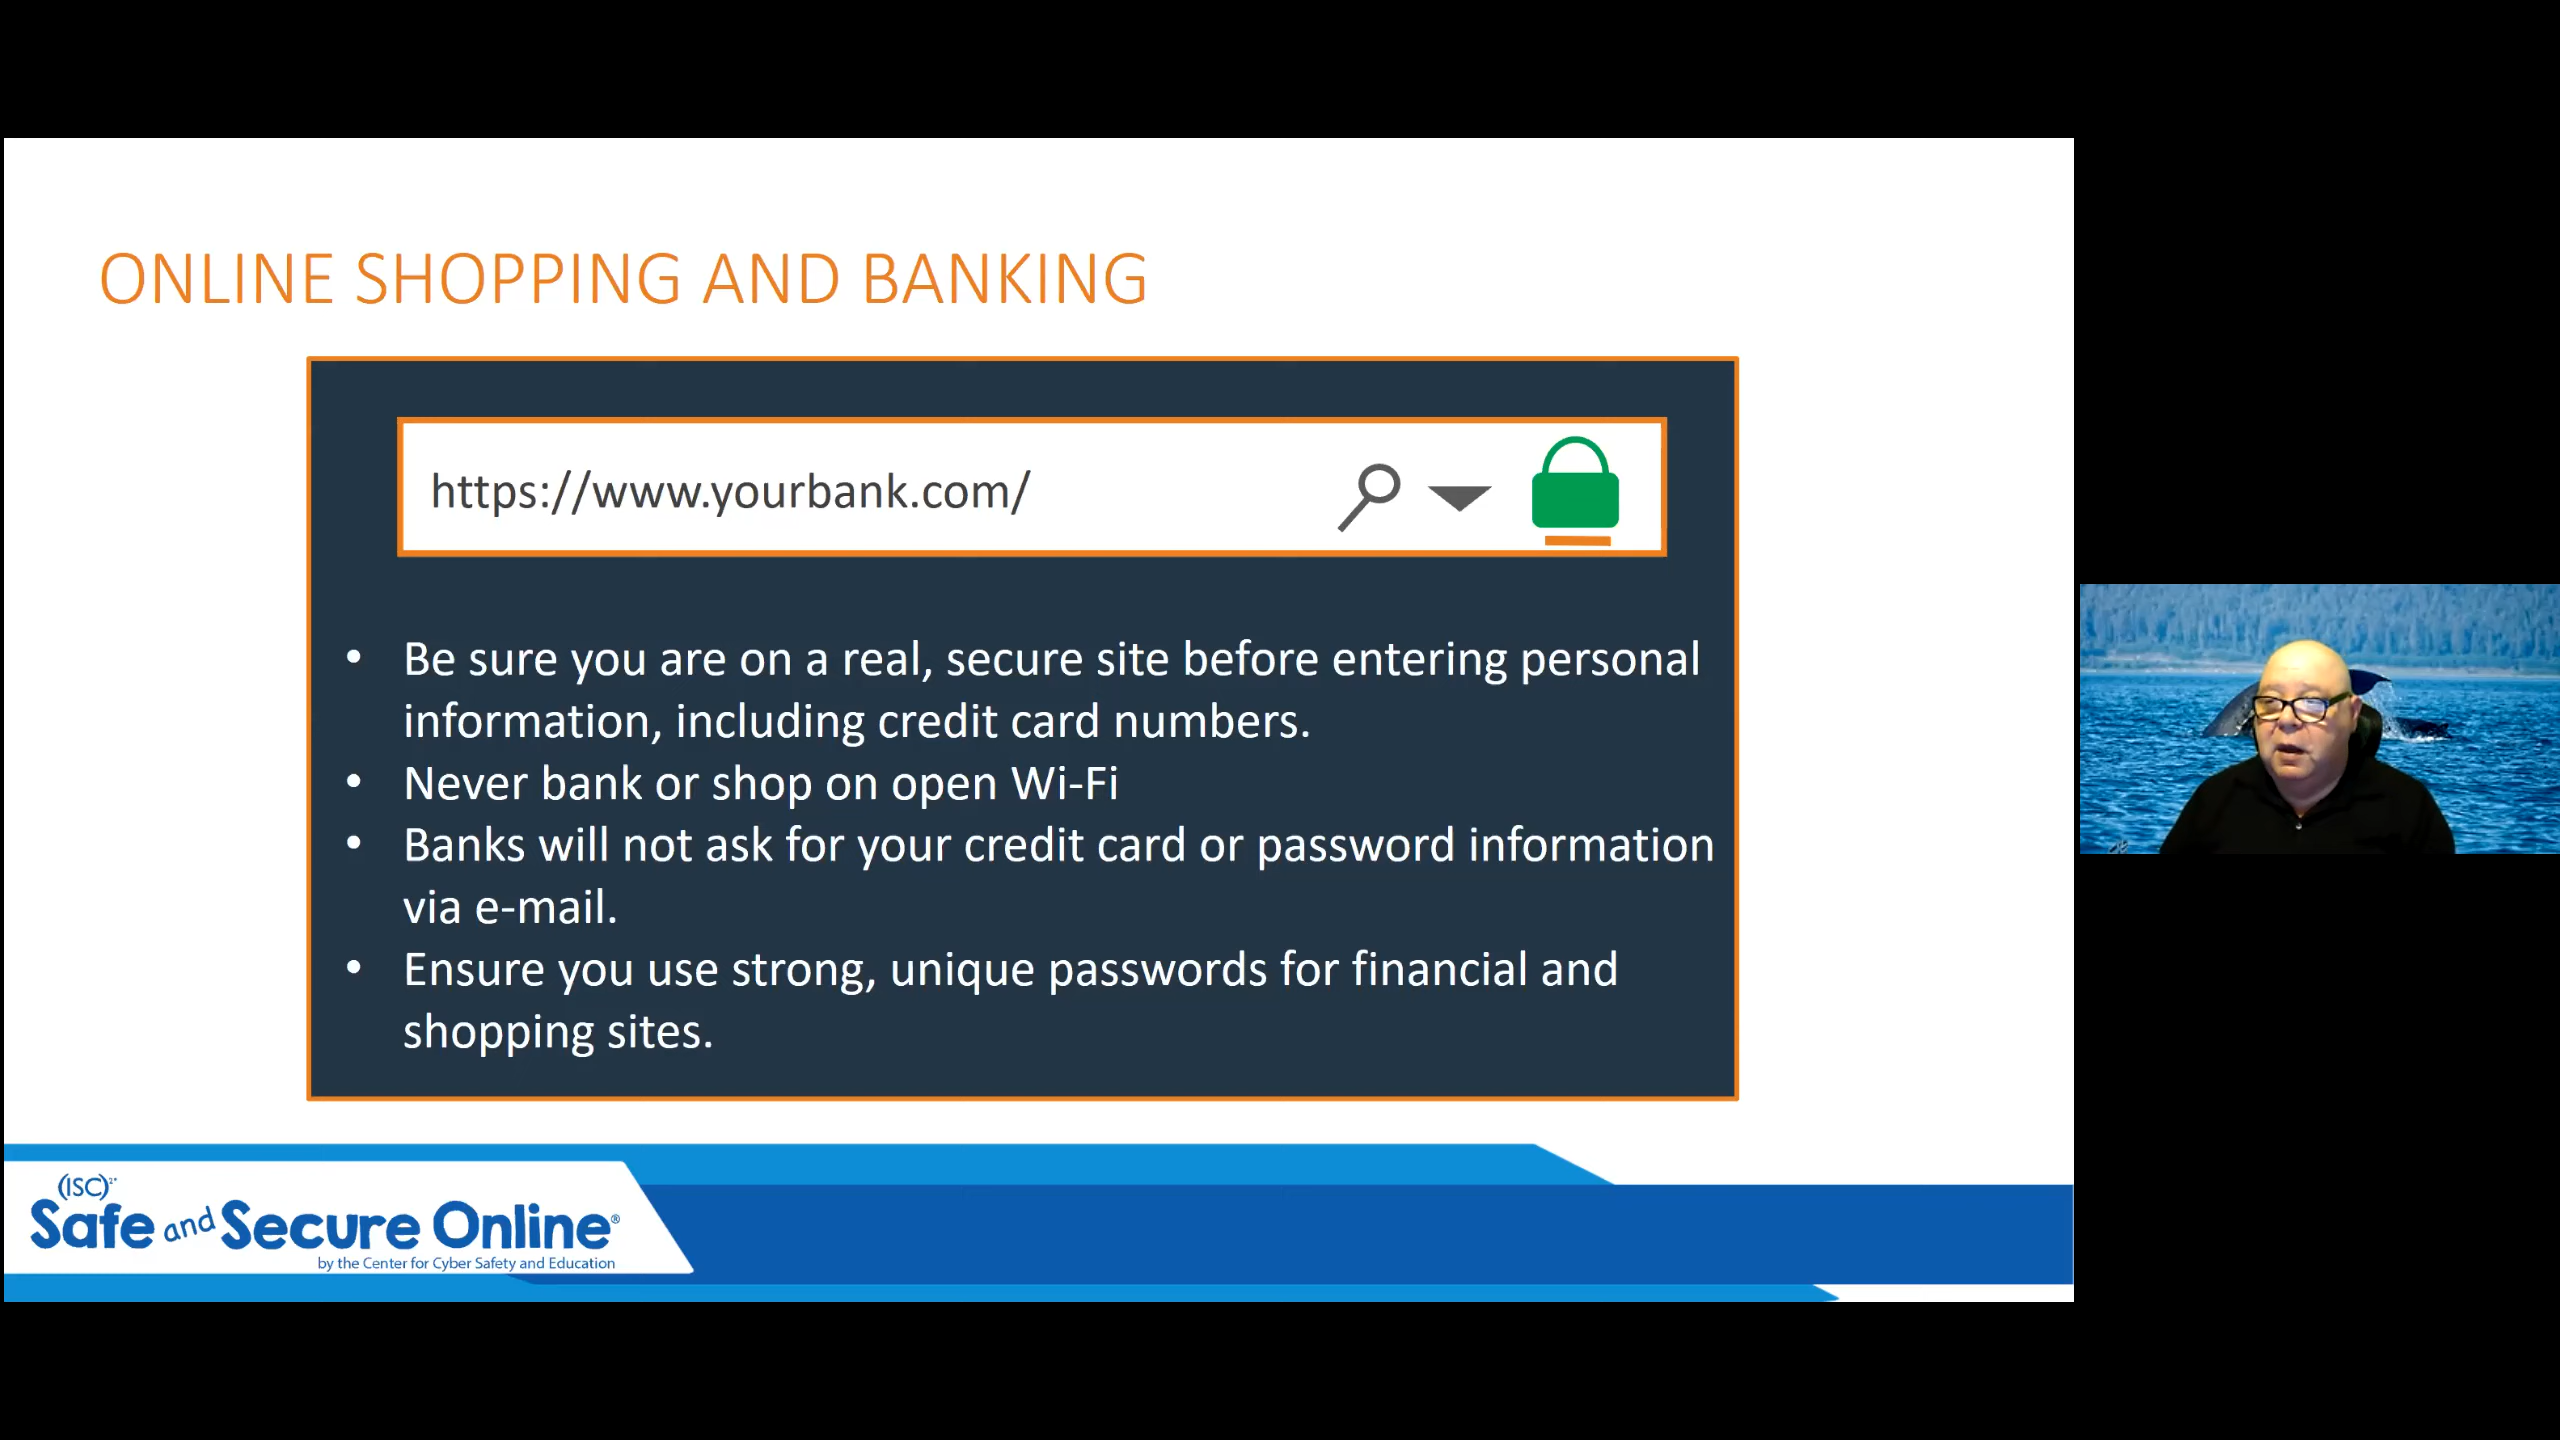 ONLINE SHOPPING AND BANKING
https://www.yourbank.com/
• Be sure you are on a real, secure site before entering personal
information, including credit card numbers.
• Never bank or shop on open Wi-Fi
• Banks will not ask for your credit card or password information
via e-mail.
• Ensure you use strong, unique passwords for financial and
shopping sites.
(ISC)²®
Safe and Secure Online®
by the Center for Cyber Safety and Education